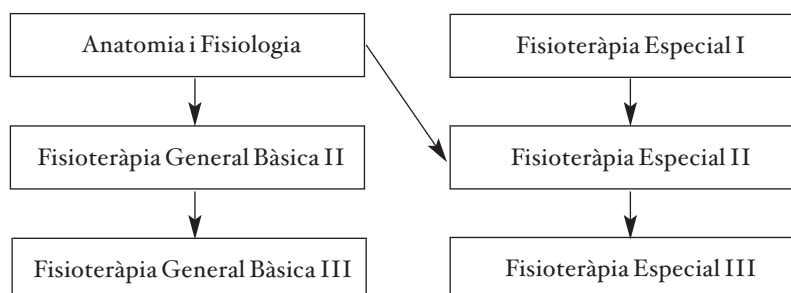 Anatomia i Fisiologia
Fisioteràpia Especial I
Fisioteràpia General Bàsica II
Fisioteràpia Especial II
Fisioteràpia General Bàsica III
Fisioteràpia Especial III